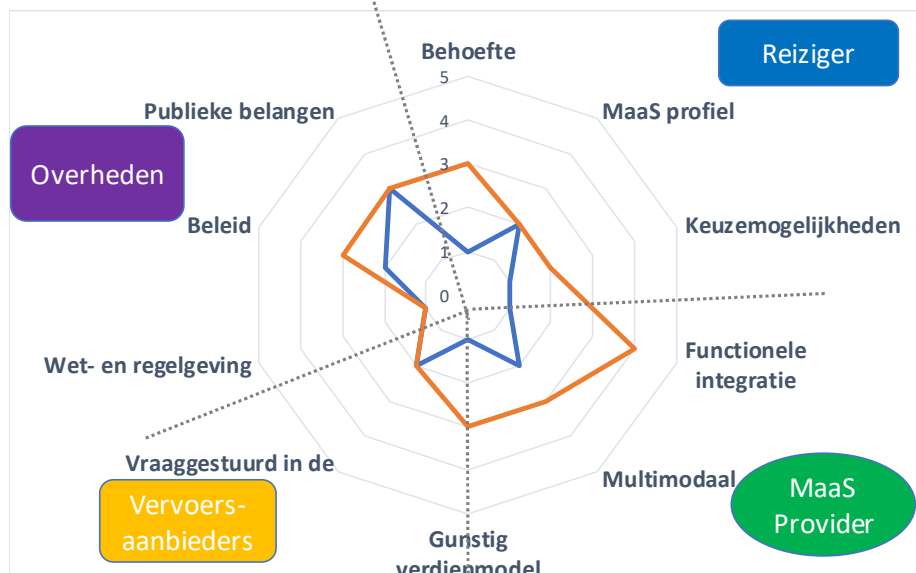 Behoefte
Reiziger
Publieke belangen
MaaS profiel
Overheden
Beleid
Keuzemogelijkheden
5
4
3
2
1
0
Wet- en regelgeving
Functionele
integratie
Vraaggestuurd in de
Multimodaal
Vervoers-
aanbieders
MaaS
Provider
Gunstig
verdienmodel